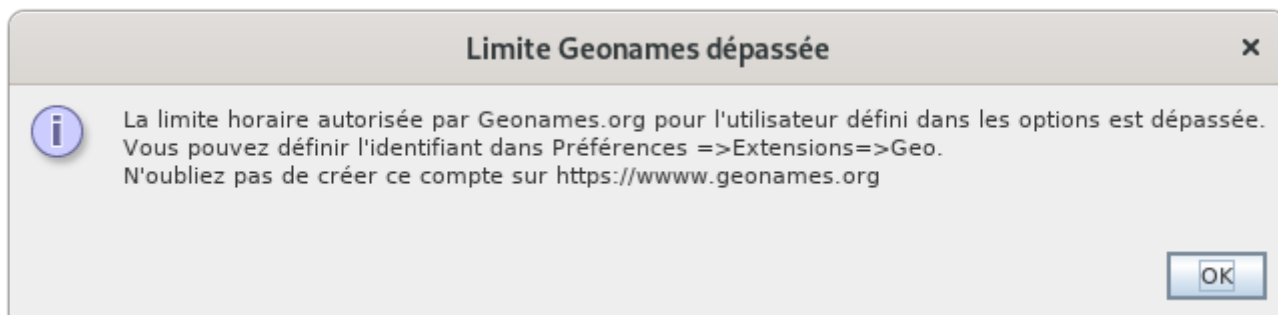 Limite Geonames dépassée
La limite horaire autorisée par Geonames.org pour l'utilisateur défini dans les options est dépassée.
Vous pouvez définir l'identifiant dans Préférences =>Extensions=>Geo.
N'oubliez pas de créer ce compte sur https://wwww.geonames.org
OK